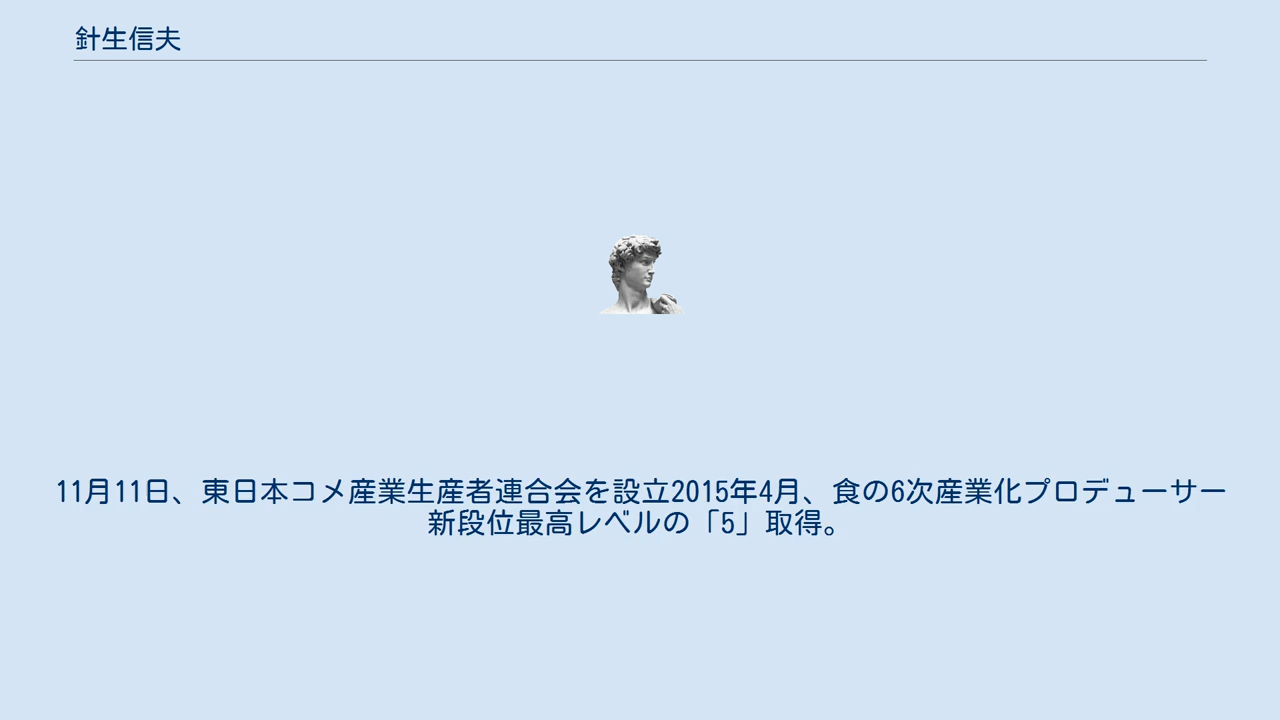 針生信夫
11月11日、東日本コメ産業生産者連合会を設立2015年4月、食の6次産業化プロデューサー
新段位最高レベルの「5」取得。